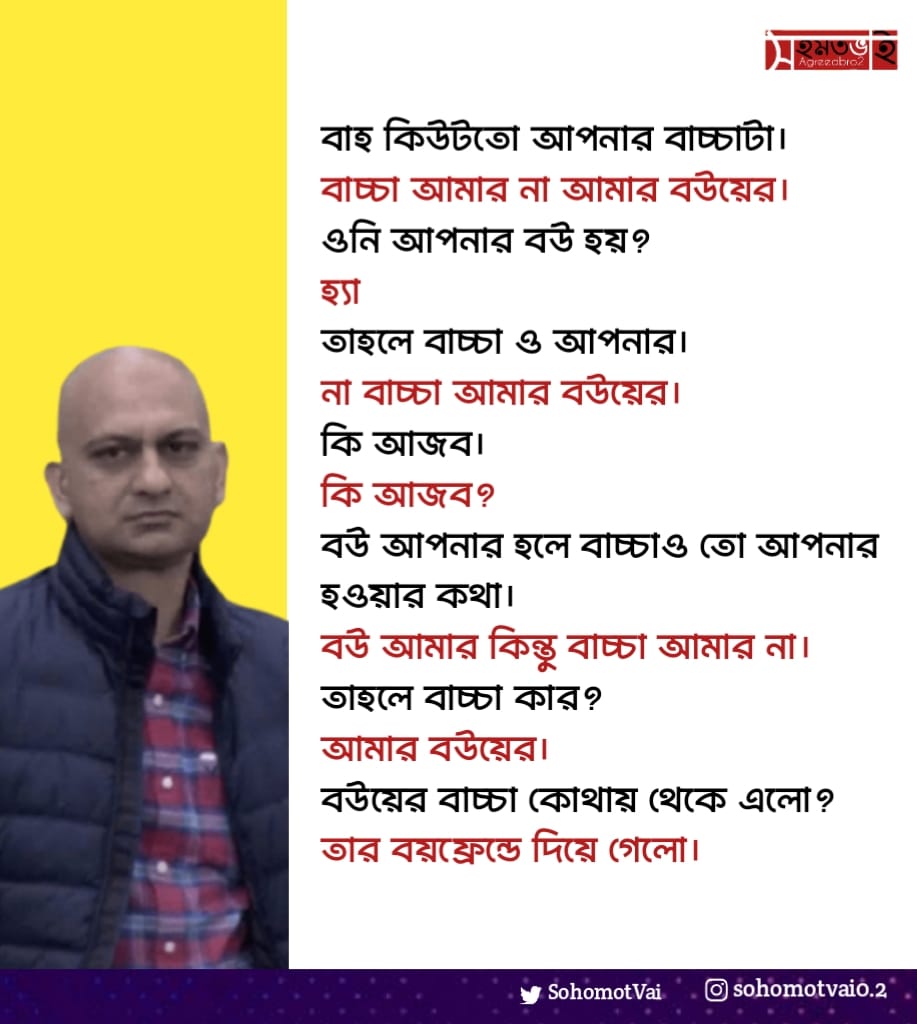 সহমতভাই
Agreedbro2
বাহ কিউটতো আপনার বাচ্চাটা।
বাচ্চা আমার না আমার বউয়ের।
ওনি আপনার বউ হয়?
হ্যা
তাহলে বাচ্চা ও আপনার।
না বাচ্চা আমার বউয়ের।
কি আজব।
কি আজব?
বউ আপনার হলে বাচ্চাও তো আপনার
হওয়ার কথা।
বউ আমার কিন্তু বাচ্চা আমার না।
তাহলে বাচ্চা কার?
আমার বউয়ের।
বউয়ের বাচ্চা কোথায় থেকে এলো?
তার বয়ফ্রেন্ডে দিয়ে গেলো।
SohomotVai
sohomotvai0.2